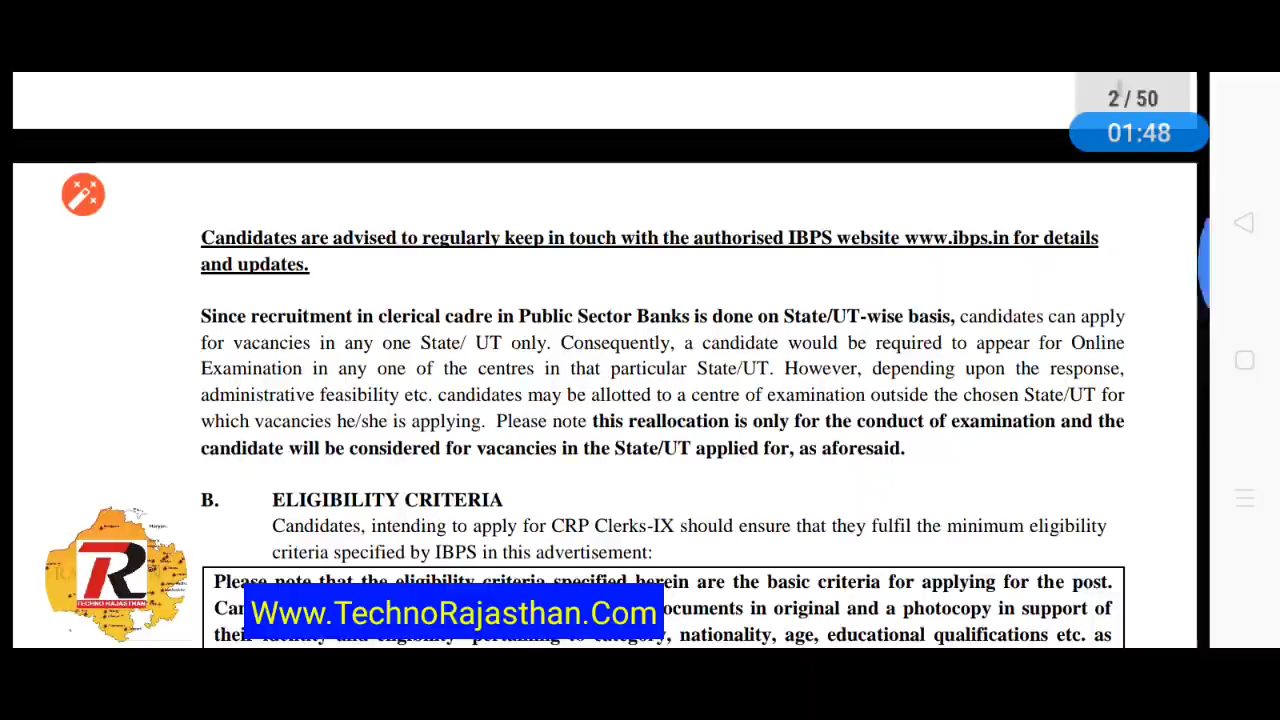 2 / 50
01:48
Candidates are advised to regularly keep in touch with the authorised IBPS website www.ibps.in for details
and updates.
Since recruitment in clerical cadre in Public Sector Banks is done on State/UT-wise basis, candidates can apply
for vacancies in any one State/ UT only. Consequently, a candidate would be required to appear for Online
Examination in any one of the centres in that particular State/UT. However, depending upon the response,
administrative feasibility etc. candidates may be allotted to a centre of examination outside the chosen State/UT for
which vacancies he/she is applying. Please note this reallocation is only for the conduct of examination and the
candidate will be considered for vacancies in the State/UT applied for, as aforesaid.
B. ELIGIBILITY CRITERIA
Candidates, intending to apply for CRP Clerks-IX should ensure that they fulfil the minimum eligibility
criteria specified by IBPS in this advertisement:
Please note that the eligibility criteria specified herein are the basic criteria for applying for the post.
in original and a photocopy in support of
nationality, age, educational qualifications etc. as
Www.TechnoRajasthan.Com
TR
TECHNO RAJASTHAN